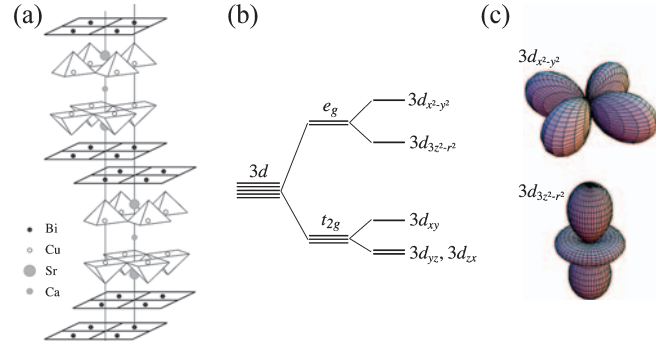 (a)
Bi
Cu
Sr
Ca
(b)
3d
e_g
t_{2g}
3d_{x²-y²}
3d_{3z²-r²}
3d_{xy}
3d_{yz}, 3d_{zx}
(c)
3d_{x²-y²}
3d_{3z²-r²}